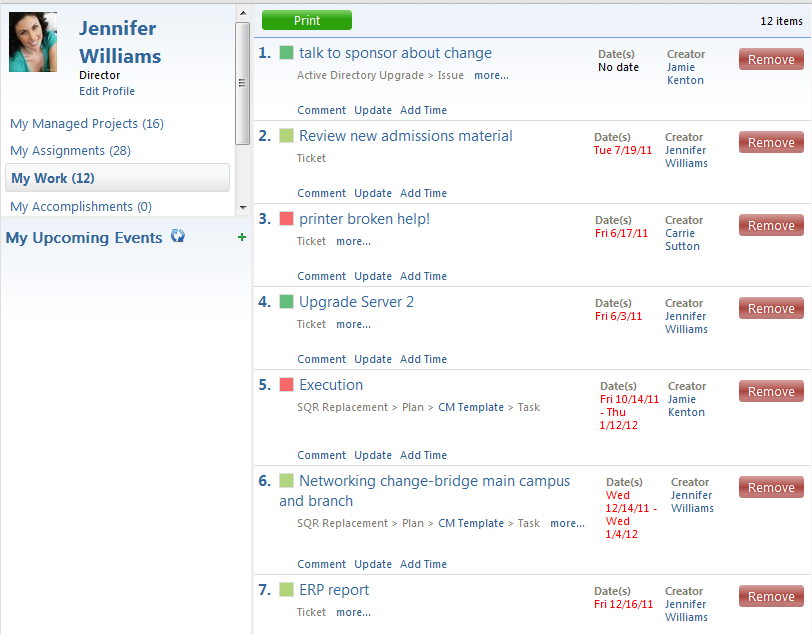 Jennifer
Williams
Director
Edit Profile
My Managed Projects (16)
My Assignments (28)
My Work (12)
My Accomplishments (0)
My Upcoming Events
Print
12 items
1. talk to sponsor about change
Active Directory Upgrade > Issue more...
Comment Update Add Time
Date(s)
No date
Creator
Jamie
Kenton
Remove
2. Review new admissions material
Ticket
Comment Update Add Time
Date(s)
Tue 7/19/11
Creator
Jennifer
Williams
Remove
3. printer broken help!
Ticket more...
Comment Update Add Time
Date(s)
Fri 6/17/11
Creator
Carrie
Sutton
Remove
4. Upgrade Server 2
Ticket more...
Comment Update Add Time
Date(s)
Fri 6/3/11
Creator
Jennifer
Williams
Remove
5. Execution
SQR Replacement > Plan > CM Template > Task
Comment Update Add Time
Date(s)
Fri 10/14/11
- Thu
1/12/12
Creator
Jamie
Kenton
Remove
6. Networking change-bridge main campus
and branch
SQR Replacement > Plan > CM Template > Task more...
Comment Update Add Time
Date(s)
Wed
12/14/11 -
Wed
1/4/12
Creator
Jennifer
Williams
Remove
7. ERP report
Ticket more...
Date(s)
Fri 12/16/11
Creator
Jennifer
Williams
Remove